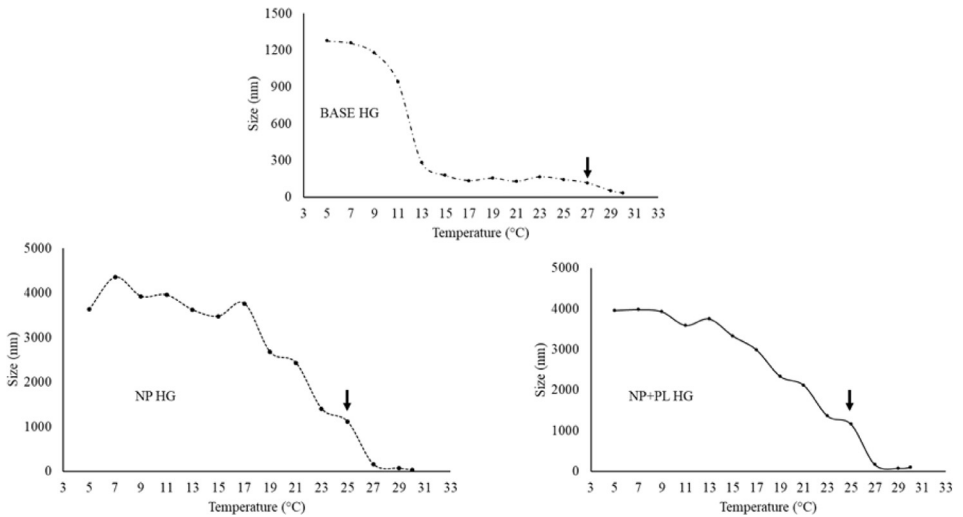 1500
1200
900
600
300
0
Size (nm)
BASE HG
3 5 7 9 11 13 15 17 19 21 23 25 27 29 31 33
Temperature (°C)
5000
4000
3000
2000
1000
0
Size (nm)
NP HG
3 5 7 9 11 13 15 17 19 21 23 25 27 29 31 33
Temperature (°C)
5000
4000
3000
2000
1000
0
Size (nm)
NP+PL HG
3 5 7 9 11 13 15 17 19 21 23 25 27 29 31 33
Temperature (°C)